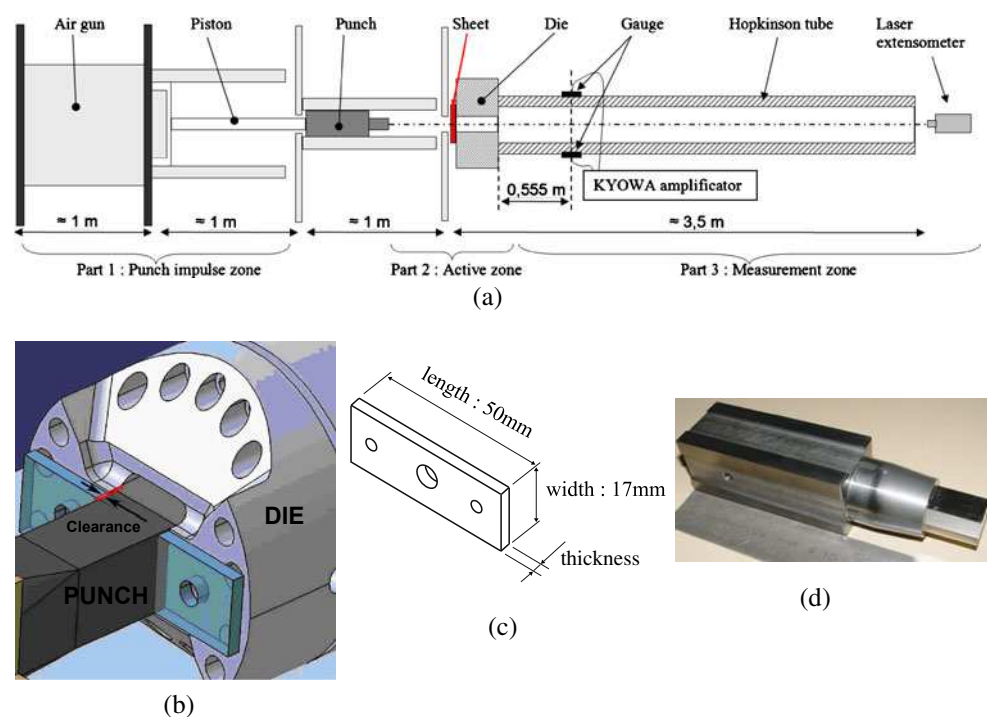 Air gun
Piston
Punch
Sheet
Die
Gauge
Hopkinson tube
Laser
extensometer
KYOWA amplificator
0,555 m
≈ 1 m
≈ 1 m
≈ 1 m
≈ 3,5 m
Part 1 : Punch impulse zone
Part 2 : Active zone
Part 3 : Measurement zone
(a)
Clearance
DIE
PUNCH
(b)
length : 50mm
width : 17mm
thickness
(c)
(d)